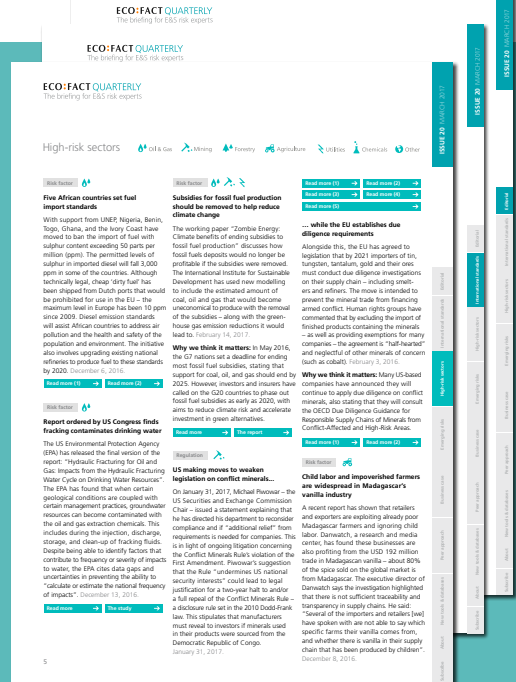 ECO:FACT QUARTERLY
The briefing for E&S risk experts
ECO:FACT QUARTERLY
The briefing for E&S risk experts
ECO:FACT QUARTERLY
The briefing for E&S risk experts
ISSUE 20 MARCH 2017
ISSUE 20 MARCH 2017
ISSUE 20 MARCH 2017
High-risk sectors
Oil & Gas
Mining
Forestry
Agriculture
Utilities
Chemicals
Other
Risk factor
Five African countries set fuel
import standards
With support from UNEP, Nigeria, Benin,
Togo, Ghana, and the Ivory Coast have
moved to ban the import of fuel with
sulphur content exceeding 50 parts per
million (ppm). The permitted levels of
sulphur in imported diesel will fall 3,000
ppm in some of the countries. Although
technically legal, cheap 'dirty fuel' has
been shipped from Dutch ports that would
be prohibited for use in the EU – the
maximum level in Europe has been 10 ppm
since 2009. Diesel emission standards
will assist African countries to address air
pollution and the health and safety of the
population and environment. The initiative
also involves upgrading existing national
refineries to produce fuel to these standards
by 2020. December 6, 2016.
Read more (1)
Read more (2)
Risk factor
Report ordered by US Congress finds
fracking contaminates drinking water
The US Environmental Protection Agency
(EPA) has released the final version of the
report: "Hydraulic Fracturing for Oil and
Gas: Impacts from the Hydraulic Fracturing
Water Cycle on Drinking Water Resources".
The EPA has found that when certain
geological conditions are coupled with
certain management practices, groundwater
resources can become contaminated with
the oil and gas extraction chemicals. This
includes during the injection, discharge,
storage, and clean-up of fracking fluids.
Despite being able to identify factors that
contribute to frequency or severity of impacts
to water, the EPA cites data gaps and
uncertainties in preventing the ability to
"calculate or estimate the national frequency
of impacts". December 13, 2016.
Read more
The study
Risk factor
Subsidies for fossil fuel production
should be removed to help reduce
climate change
The working paper "Zombie Energy:
Climate benefits of ending subsidies to
fossil fuel production" discusses how
fossil fuels deposits would no longer be
profitable if the subsidies were removed.
The International Institute for Sustainable
Development has used new modelling
to include the estimated amount of
coal, oil and gas that would become
uneconomical to produce with the removal
of the subsidies – along with the green-
house gas emission reductions it would
lead to. February 14, 2017.
Why we think it matters: In May 2016,
the G7 nations set a deadline for ending
most fossil fuel subsidies, stating that
support for coal, oil, and gas should end by
2025. However, investors and insurers have
called on the G20 countries to phase out
fossil fuel subsidies as early as 2020, with
aims to reduce climate risk and accelerate
investment in green alternatives.
Read more
The report
Regulation
US making moves to weaken
legislation on conflict minerals...
On January 31, 2017, Michael Piwowar – the
US Securities and Exchange Commission
Chair – issued a statement explaining that
he has directed his department to reconsider
compliance and if "additional relief" from
requirements is needed for companies. This
is in light of ongoing litigation concerning
the Conflict Minerals Rule's violation of the
First Amendment. Piwowar's suggestion
that the Rule "undermines US national
security interests" could lead to legal
justification for a two-year halt to and/or
a full repeal of the Conflict Minerals Rule –
a disclosure rule set in the 2010 Dodd-Frank
law. This stipulates that manufacturers
must reveal to investors if minerals used
in their products were sourced from the
Democratic Republic of Congo.
January 31, 2017.
Read more (1)
Read more (2)
Read more (3)
Read more (4)
Read more (5)
... while the EU establishes due
diligence requirements
Alongside this, the EU has agreed to
legislation that by 2021 importers of tin,
tungsten, tantalum, gold and their ores
must conduct due diligence investigations
on their supply chain – including smelt-
ers and refiners. The move is intended to
prevent the mineral trade from financing
armed conflict. Human rights groups have
commented that by excluding the import of
finished products containing the minerals
– as well as providing exemptions for many
companies – the agreement is "half-hearted"
and neglectful of other minerals of concern
(such as cobalt). February 3, 2016.
Why we think it matters: Many US-based
companies have announced they will
continue to apply due diligence on conflict
minerals, also stating that they will consult
the OECD Due Diligence Guidance for
Responsible Supply Chains of Minerals from
Conflict-Affected and High-Risk Areas.
Read more (1)
Read more (2)
Risk factor
Child labor and impoverished farmers
are widespread in Madagascar's
vanilla industry
A recent report has shown that retailers
and exporters are exploiting already poor
Madagascar farmers and ignoring child
labor. Danwatch, a research and media
center, has found these businesses are
also profiting from the USD 192 million
trade in Madagascan vanilla – about 80%
of the spice sold on the global market is
from Madagascar. The executive director of
Danwatch says the investigation highlighted
that there is not sufficient traceability and
transparency in supply chains. He said:
"Several of the importers and retailers [we]
have spoken with are not able to say which
specific farms their vanilla comes from,
and whether there is vanilla in their supply
chain that has been produced by children".
December 8, 2016.
5
Editorial
International standards
High-risk sectors
Emerging risks